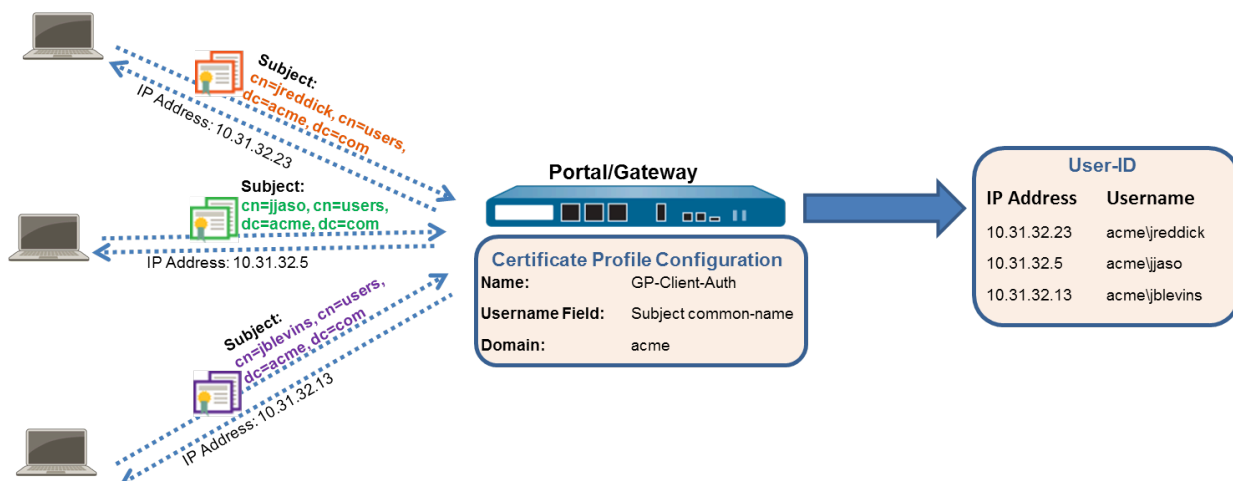 Subject:
cn=jreddick, cn=users,
dc=acme, dc=com
IP Address: 10.31.32.23
Subject:
cn=jjaso, cn=users,
dc=acme, dc=com
IP Address: 10.31.32.5
Subject:
cn=jblevins, cn=users,
dc=acme, dc=com
IP Address: 10.31.32.13
Portal/Gateway
Certificate Profile Configuration
Name: GP-Client-Auth
Username Field: Subject common-name
Domain: acme
User-ID
IP Address Username
10.31.32.23 acme\jreddick
10.31.32.5 acme\jjaso
10.31.32.13 acme\jblevins